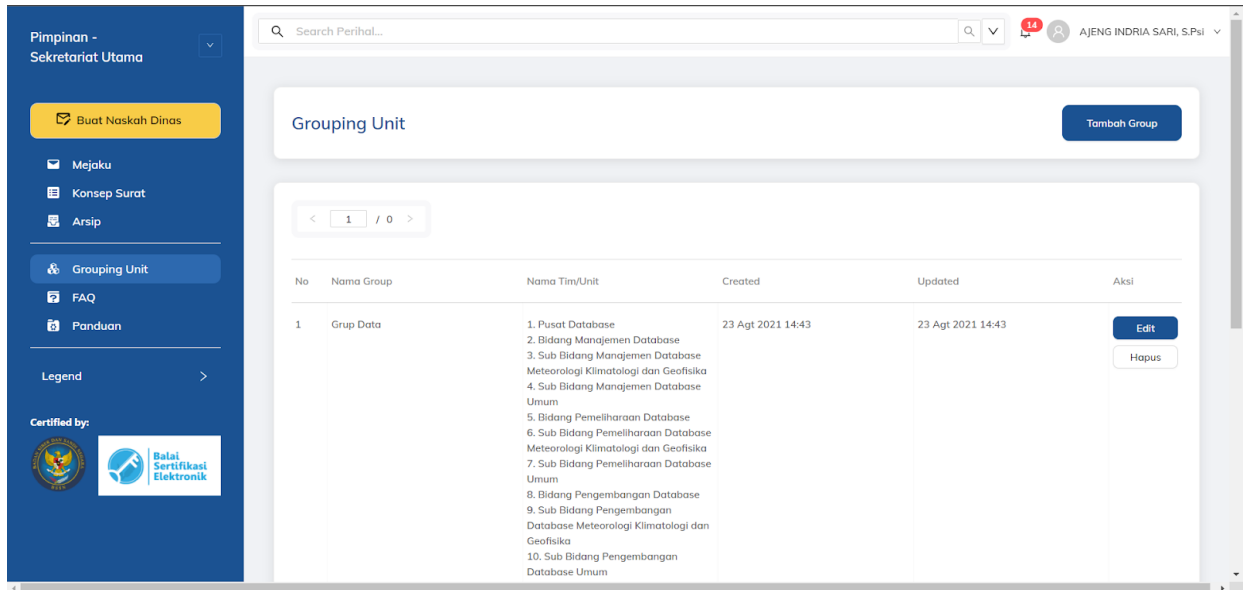 Pimpinan -
Sekretariat Utama
Search Perihal...
14
AJENG INDRIA SARI, S.Psi
Buat Naskah Dinas
Mejaku
Konsep Surat
Arsip
Grouping Unit
FAQ
Panduan
Legend
Certified by:
Balai
Sertifikasi
Elektronik
Grouping Unit
Tambah Group
1 / 0
No Nama Group Nama Tim/Unit Created Updated Aksi
1 Grup Data 1. Pusat Database 23 Agt 2021 14:43 23 Agt 2021 14:43 Edit
2. Bidang Manajemen Database
3. Sub Bidang Manajemen Database Hapus
Meteorologi Klimatologi dan Geofisika
4. Sub Bidang Manajemen Database
Umum
5. Bidang Pemeliharaan Database
6. Sub Bidang Pemeliharaan Database
Meteorologi Klimatologi dan Geofisika
7. Sub Bidang Pemeliharaan Database
Umum
8. Bidang Pengembangan Database
9. Sub Bidang Pengembangan
Database Meteorologi Klimatologi dan
Geofisika
10. Sub Bidang Pengembangan
Database Umum